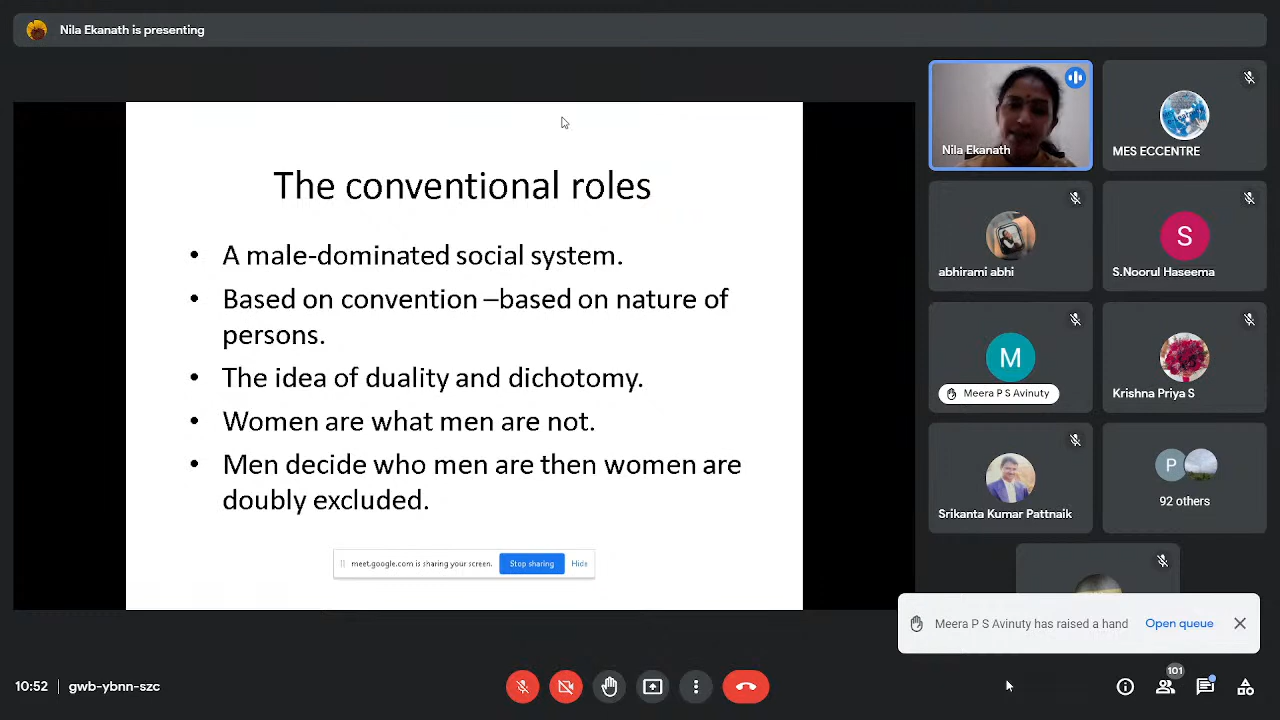 Nila Ekanath is presenting
The conventional roles
• A male-dominated social system.
• Based on convention –based on nature of
persons.
• The idea of duality and dichotomy.
• Women are what men are not.
• Men decide who men are then women are
doubly excluded.
meet.google.com is sharing your screen.
Stop sharing
Hide
Nila Ekanath
MES ECCENTRE
abhirami abhi
S
S.Noorul Haseema
M
Meera P S Avinuty
Krishna Priya S
Srikanta Kumar Pattnaik
P
92 others
Meera P S Avinuty has raised a hand
Open queue
10:52 | gwb-ybnn-szc
101